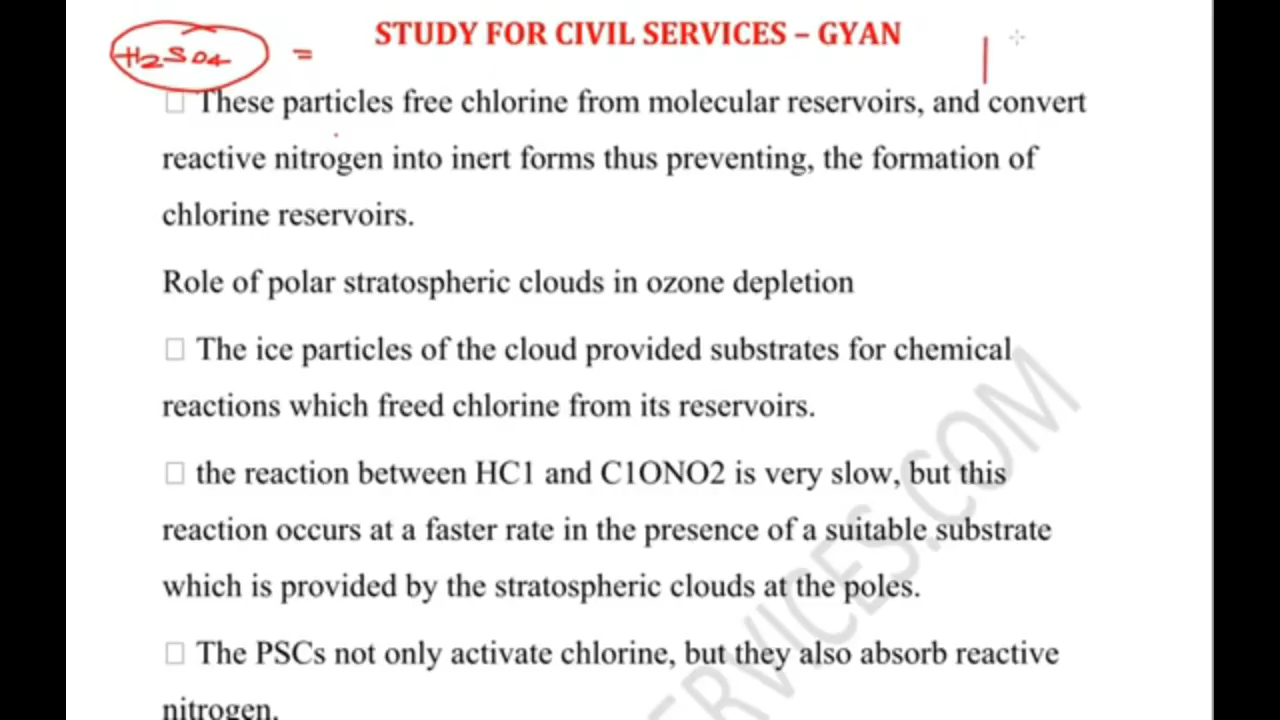 STUDY FOR CIVIL SERVICES – GYAN
H2SO4 =
□ These particles free chlorine from molecular reservoirs, and convert
reactive nitrogen into inert forms thus preventing, the formation of
chlorine reservoirs.
Role of polar stratospheric clouds in ozone depletion
□ The ice particles of the cloud provided substrates for chemical
reactions which freed chlorine from its reservoirs.
□ the reaction between HC1 and C1ONO2 is very slow, but this
reaction occurs at a faster rate in the presence of a suitable substrate
which is provided by the stratospheric clouds at the poles.
□ The PSCs not only activate chlorine, but they also absorb reactive
nitrogen.
ERVICES.COM